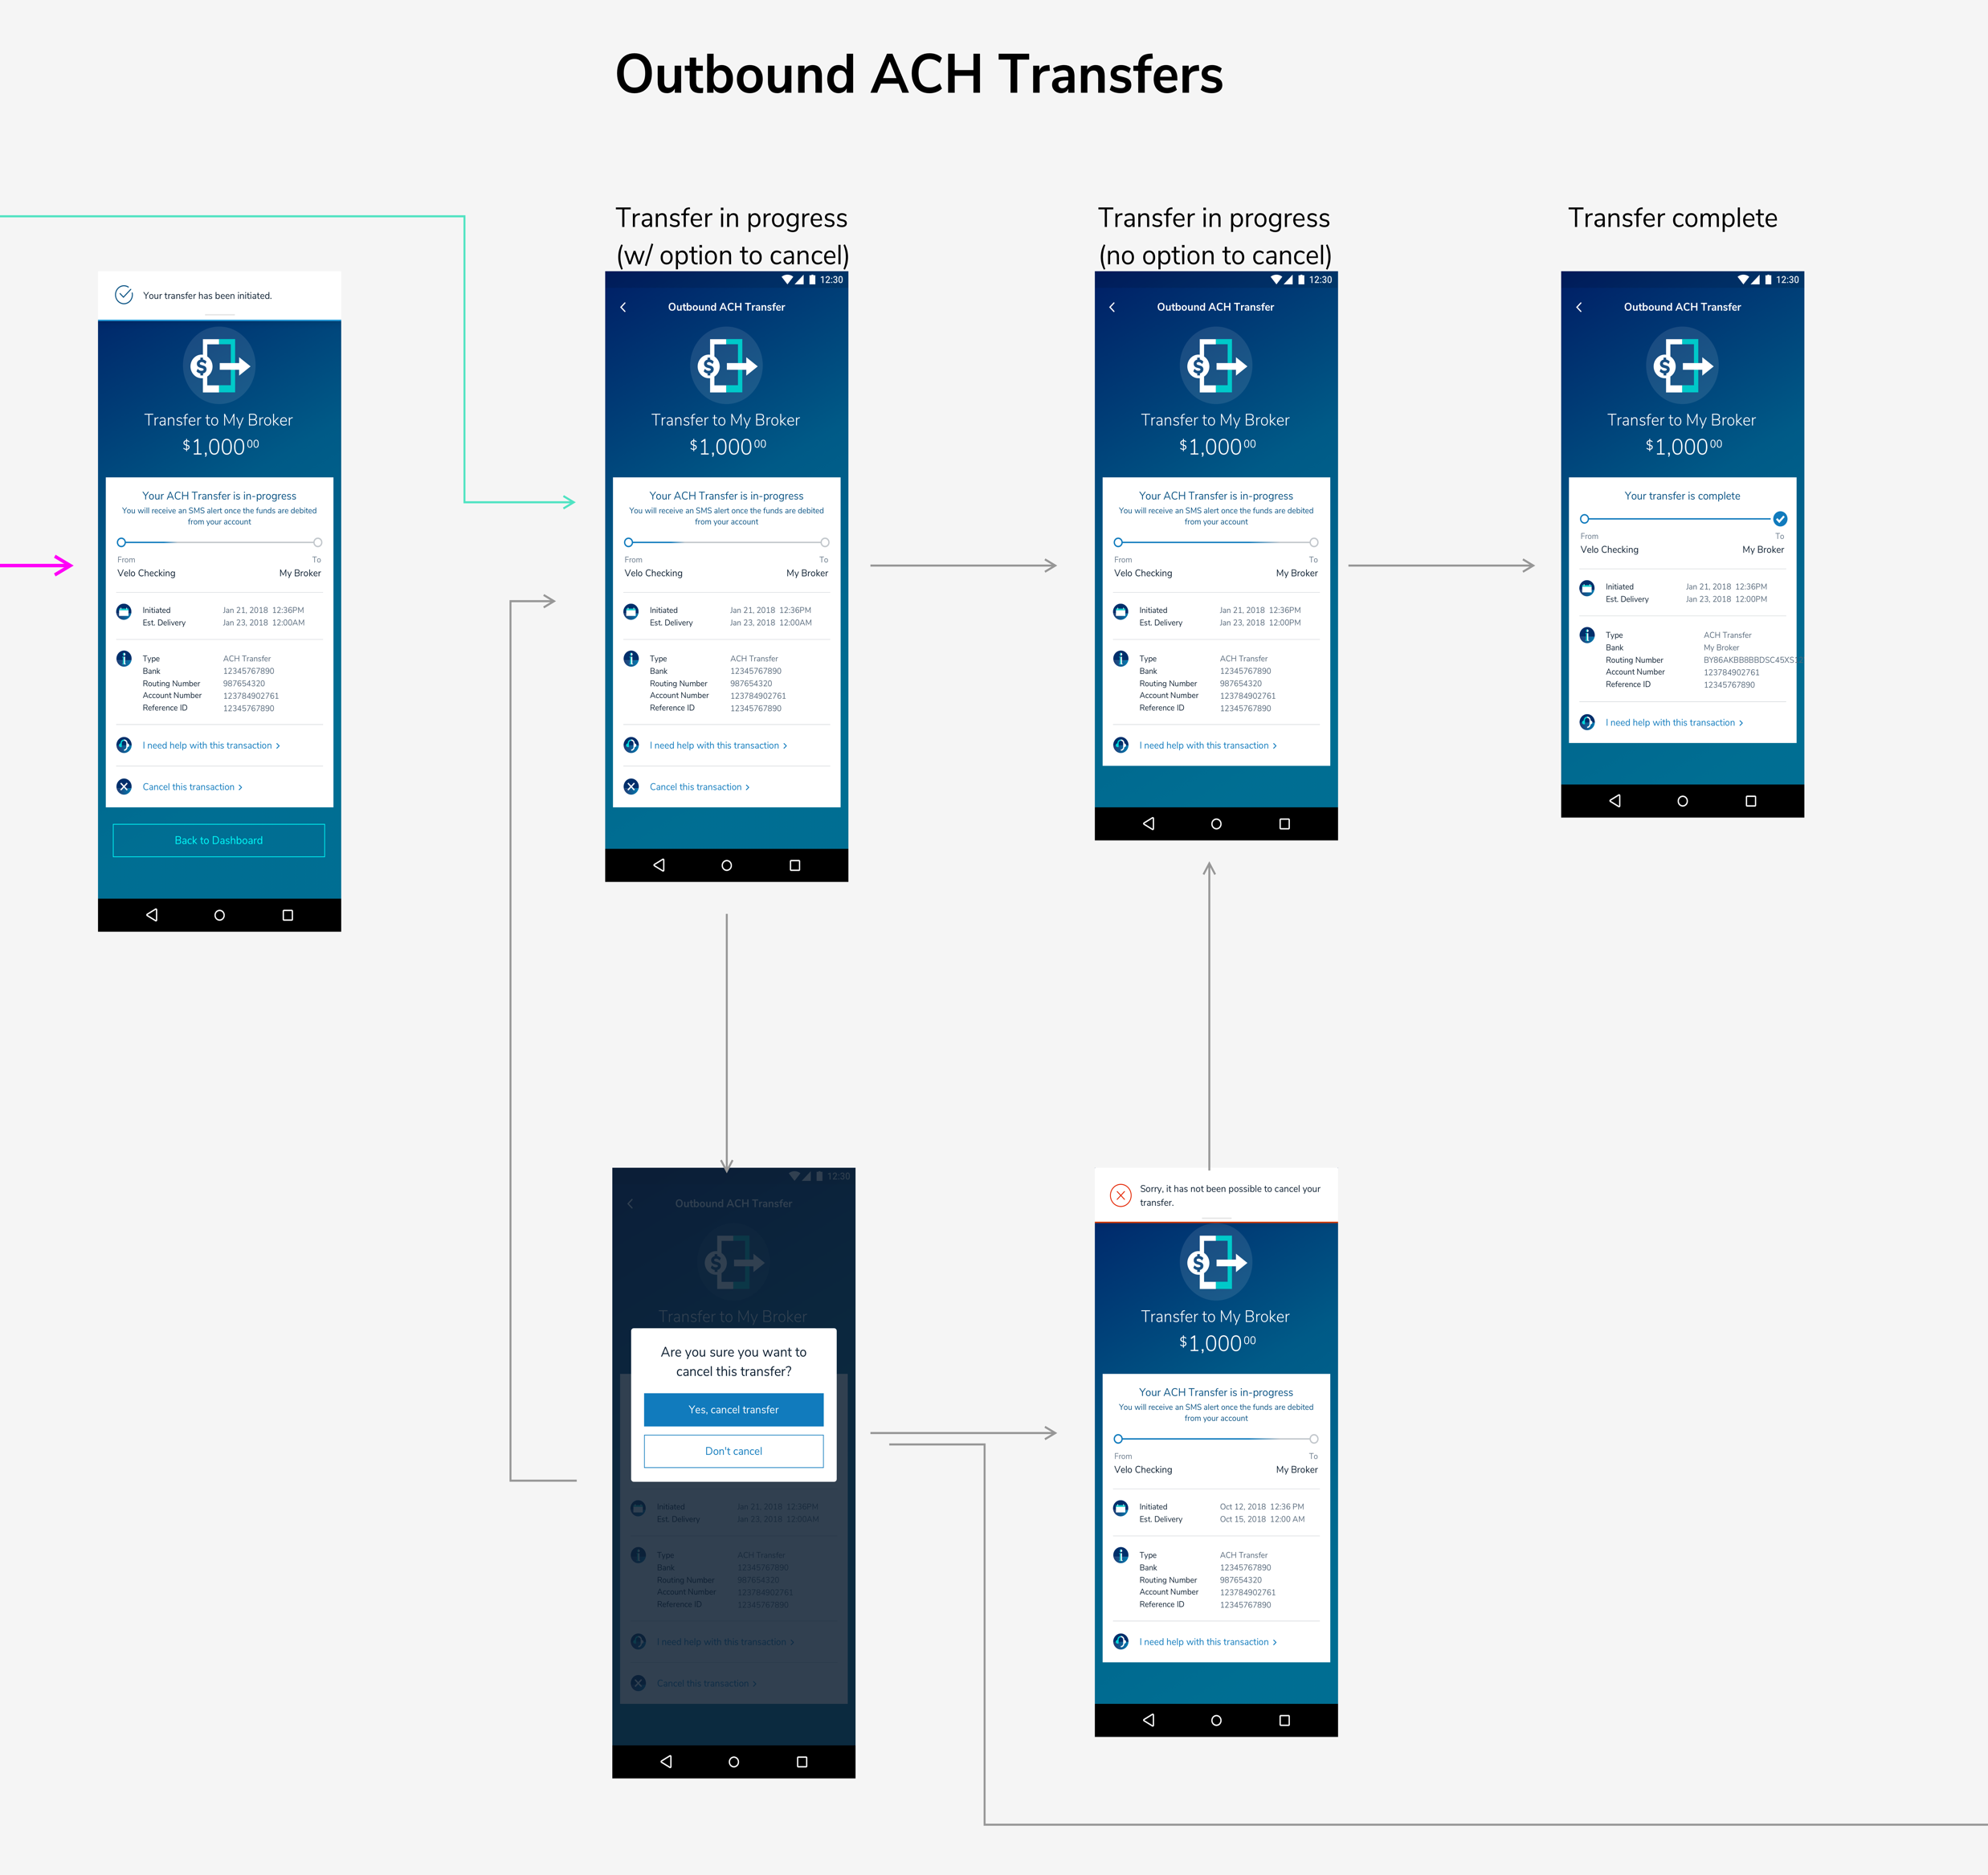 Outbound ACH Transfers
Transfer in progress
(w/ option to cancel)
Transfer in progress
(no option to cancel)
Transfer complete
Your transfer has been initiated.
Transfer to My Broker
$1,000 00
Your ACH Transfer is in-progress
You will receive an SMS alert once the funds are debited
from your account
From To
Velo Checking My Broker
Initiated Jan 21, 2018 12:36PM
Est. Delivery Jan 23, 2018 12:00AM
Type ACH Transfer
Bank 12345767890
Routing Number 987654320
Account Number 123784902761
Reference ID 12345767890
I need help with this transaction >
Cancel this transaction >
Back to Dashboard
12:30
Outbound ACH Transfer
Transfer to My Broker
$1,000 00
Your ACH Transfer is in-progress
You will receive an SMS alert once the funds are debited
from your account
From To
Velo Checking My Broker
Initiated Jan 21, 2018 12:36PM
Est. Delivery Jan 23, 2018 12:00AM
Type ACH Transfer
Bank 12345767890
Routing Number 987654320
Account Number 123784902761
Reference ID 12345767890
I need help with this transaction >
Cancel this transaction >
12:30
Outbound ACH Transfer
Transfer to My Broker
$1,000 00
Your ACH Transfer is in-progress
You will receive an SMS alert once the funds are debited
from your account
From To
Velo Checking My Broker
Initiated Jan 21, 2018 12:36PM
Est. Delivery Jan 23, 2018 12:00PM
Type ACH Transfer
Bank 12345767890
Routing Number 987654320
Account Number 123784902761
Reference ID 12345767890
I need help with this transaction >
12:30
Outbound ACH Transfer
Transfer to My Broker
$1,000 00
Your transfer is complete
From To
Velo Checking My Broker
Initiated Jan 21, 2018 12:36PM
Est. Delivery Jan 23, 2018 12:00PM
Type ACH Transfer
Bank My Broker
Routing Number
Account Number 123784902761
Reference ID 12345767890
I need help with this transaction >
12:30
Outbound ACH Transfer
Transfer to My Broker
Are you sure you want to
cancel this transfer?
Yes, cancel transfer
Don't cancel
Initiated Jan 21, 2018 12:36PM
Est. Delivery Jan 23, 2018 12:00AM
Type ACH Transfer
Bank 12345767890
Routing Number 987654320
Account Number 123784902761
Reference ID 12345767890
I need help with this transaction >
Cancel this transaction >
Sorry, it has not been possible to cancel your
transfer.
Transfer to My Broker
$1,000 00
Your ACH Transfer is in-progress
You will receive an SMS alert once the funds are debited
from your account
From To
Velo Checking My Broker
Initiated Oct 12, 2018 12:36 PM
Est. Delivery Oct 15, 2018 12:00 AM
Type ACH Transfer
Bank 12345767890
Routing Number 987654320
Account Number 123784902761
Reference ID 12345767890
I need help with this transaction >